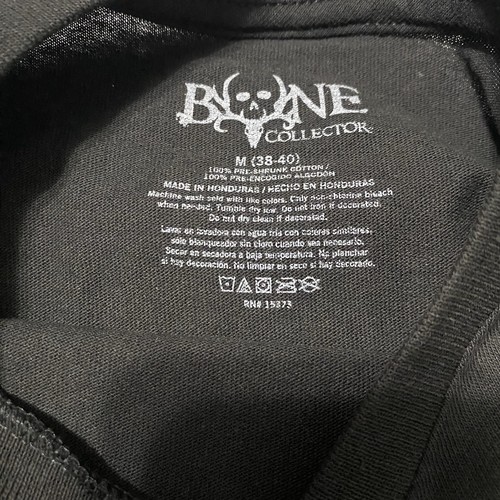 BONE
COLLECTOR
M (38-40)
100% PRE-SHRUNK COTTON /
100% PRE-ENCOGIDO ALGODÓN
MADE IN HONDURAS / HECHO EN HONDURAS
Machine wash cold with like colors. Only non-chlorine bleach
when needed. Tumble dry low. Do not iron if decorated.
Do not dry clean if decorated.
Lavar en lavadora con agua fría con colores similares,
sólo blanqueador sin cloro cuando sea necesario.
Secar en secadora a baja temperatura. No planchar
si hay decoración. No limpiar en seco si hay decorado.
RN# 15373